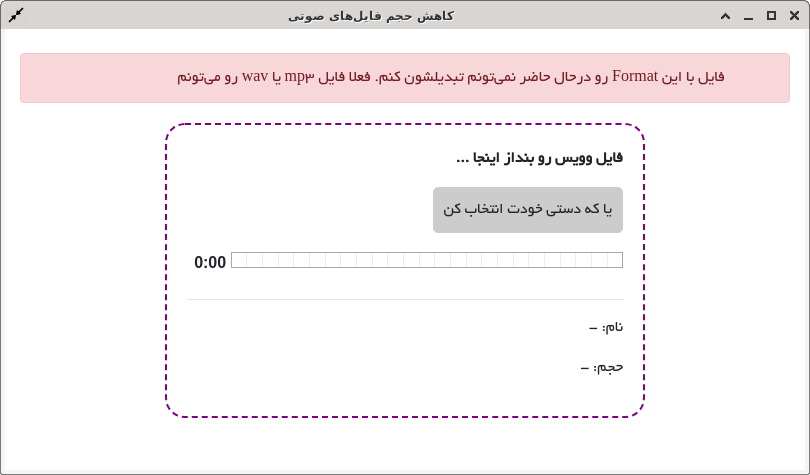 کاهش حجم فایل‌های صوتی
فایل با این Format رو درحال حاضر نمی‌تونم تبدیلشون کنم. فعلا فایل mp۳ یا wav رو می‌تونم
فایل وویس رو بنداز اینجا ...
یا که دستی خودت انتخاب کن
0:00
نام: –
حجم: –